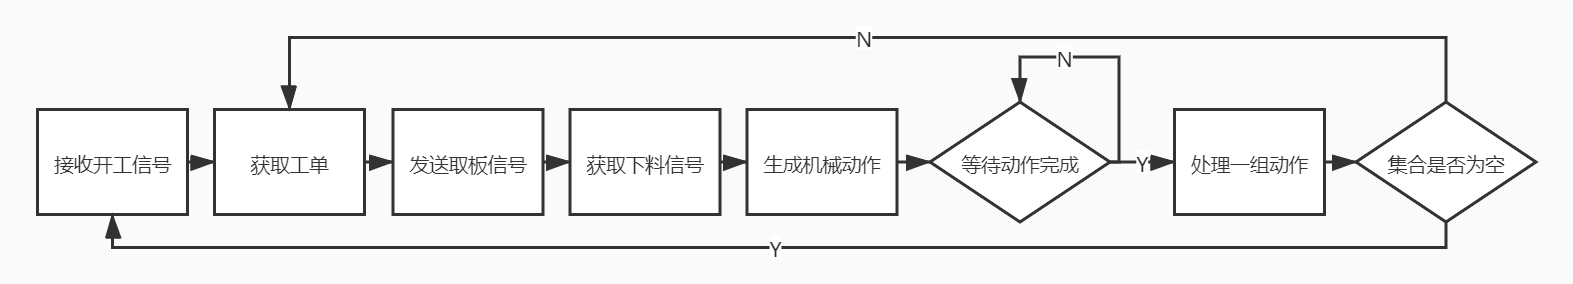 N
N
接收开工信号
获取工单
发送取板信号
获取下料信号
生成机械动作
等待动作完成
Y
处理一组动作
集合是否为空
Y